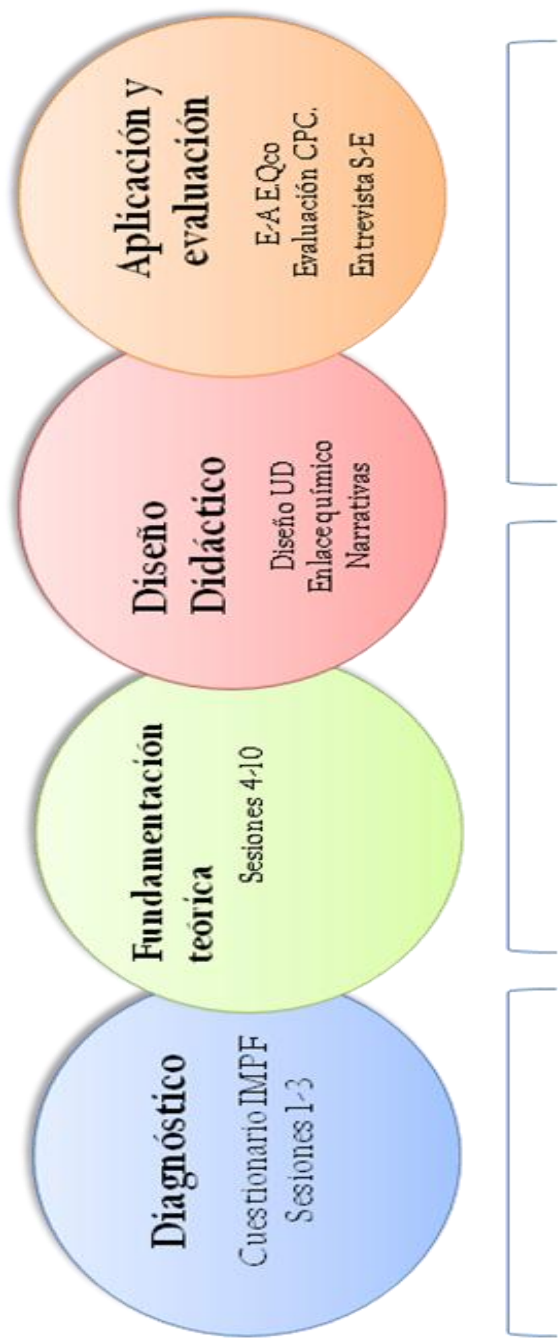 Diagnóstico
Cuestionario IMPF
Sesiones 1-3
Fundamentación
teórica
Sesiones 4-10
Diseño
Didáctico
Diseño UD
Enlace químico
Narrativas
Aplicación y
evaluación
E-A E.Qco
Evaluación CPC.
Entrevista S-E